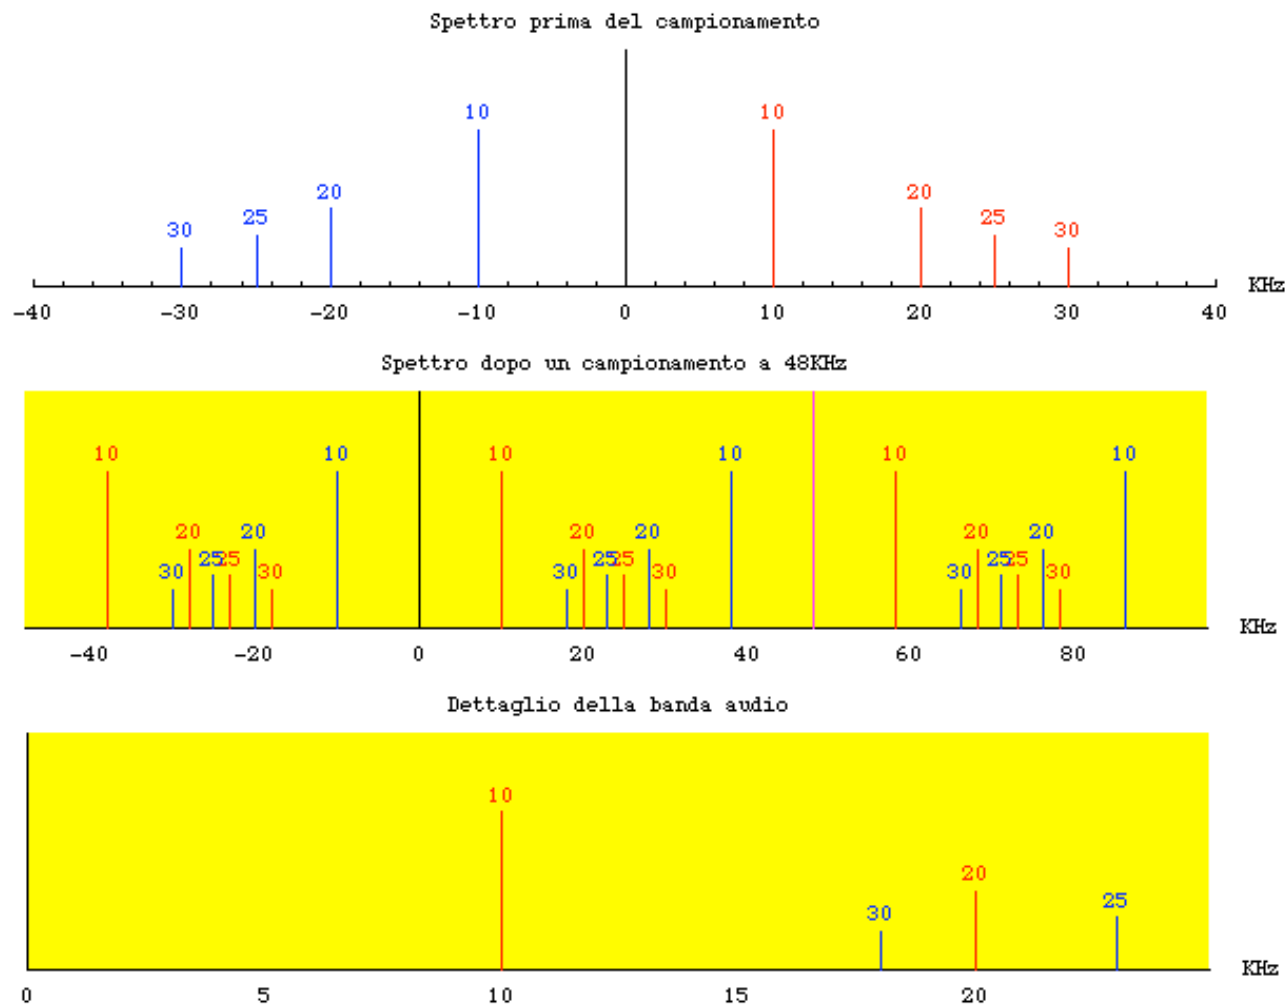 Spettro prima del campionamento
10 10
20 20
25 25
30 30
KHz
-40 -30 -20 -10 0 10 20 30 40
Spettro dopo un campionamento a 48KHz
10 10 10 10 10 10
20 20 20 20 20 20
25 25 25 25 25 25
30 30 30 30 30 30
KHz
-40 -20 0 20 40 60 80
Dettaglio della banda audio
10
20
25
30
KHz
0 5 10 15 20